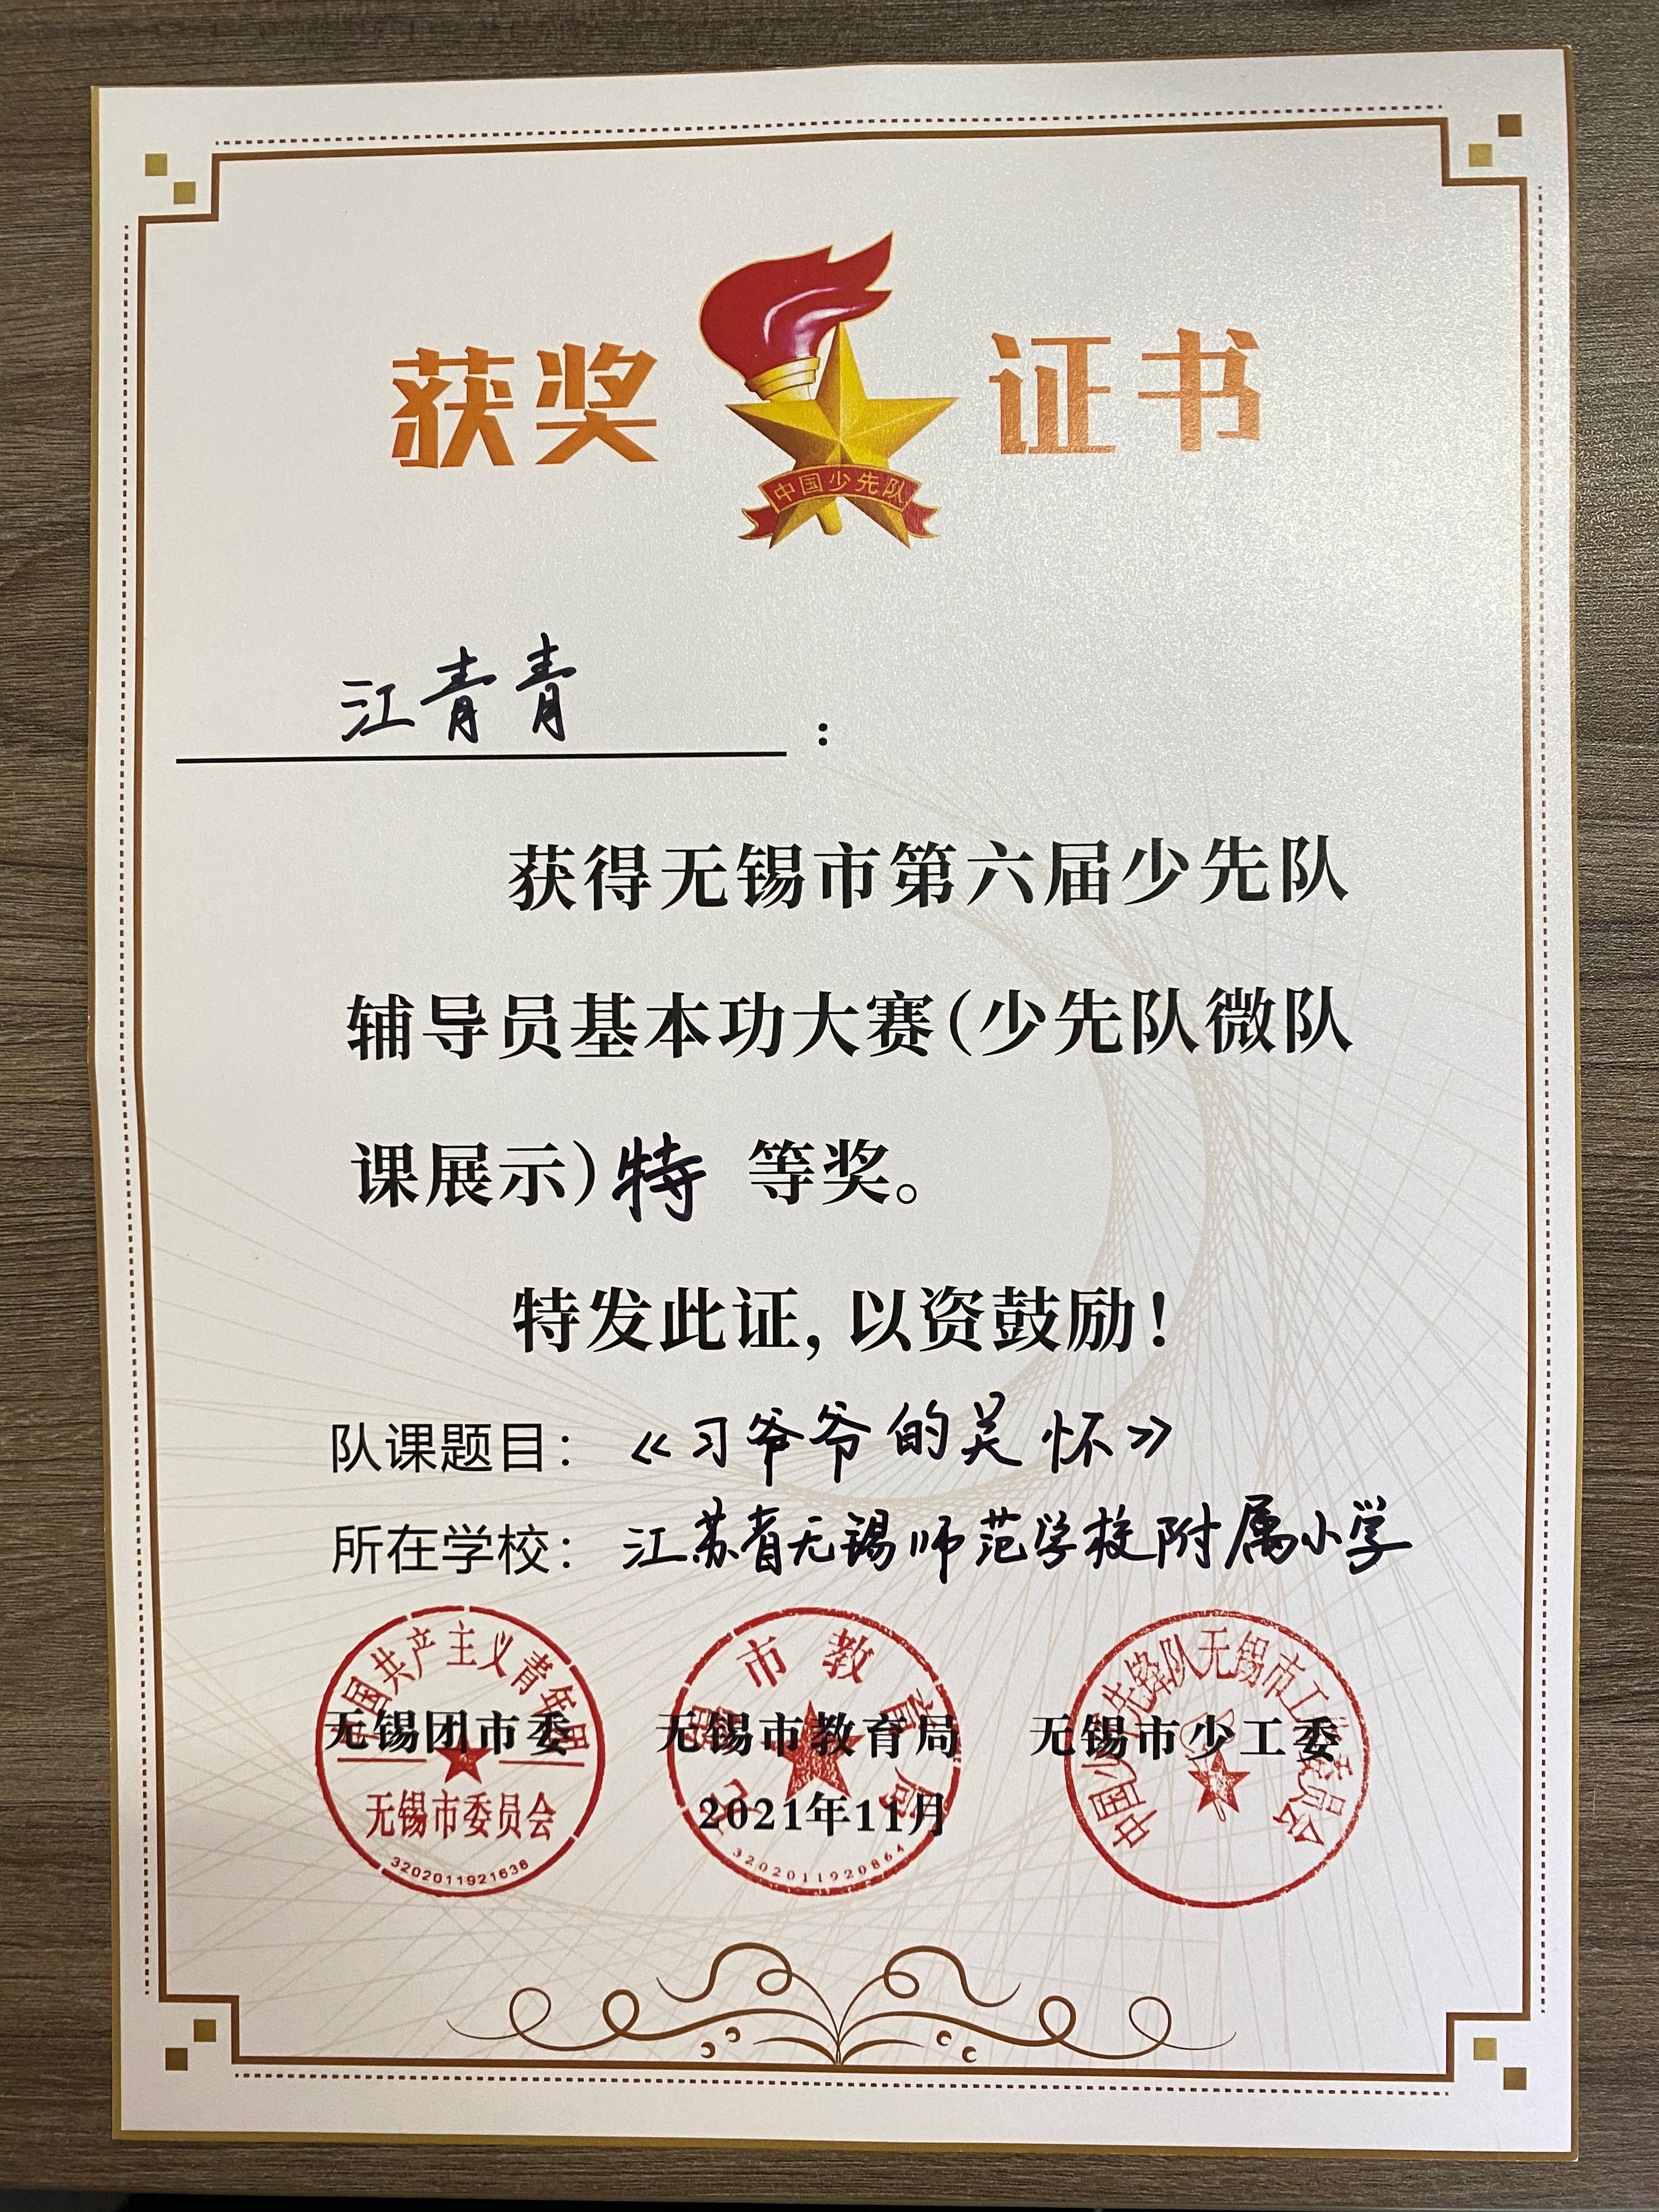 获奖 证书
中国少先队
江青青：
获得无锡市第六届少先队
辅导员基本功大赛(少先队微队
课展示)特 等奖。
特发此证,以资鼓励!
队课题目：《习爷爷的关怀》
所在学校：江苏省无锡师范学校附属小学
中国共产主义青年团
无锡团市委 无锡市教育局 无锡市少工委
无锡市委员会
2021年11月
3202011921638
3202011920864
中国少年先锋队无锡市工作委员会